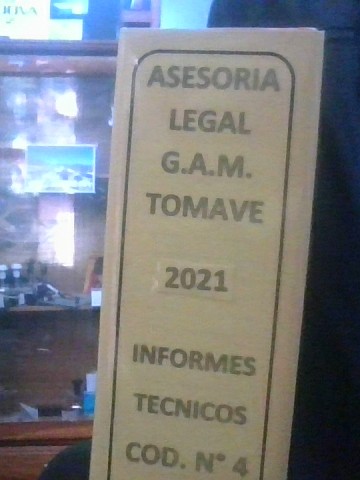 ASESORIA
LEGAL
G.A.M.
TOMAVE
2021
INFORMES
TECNICOS
COD. N° 4